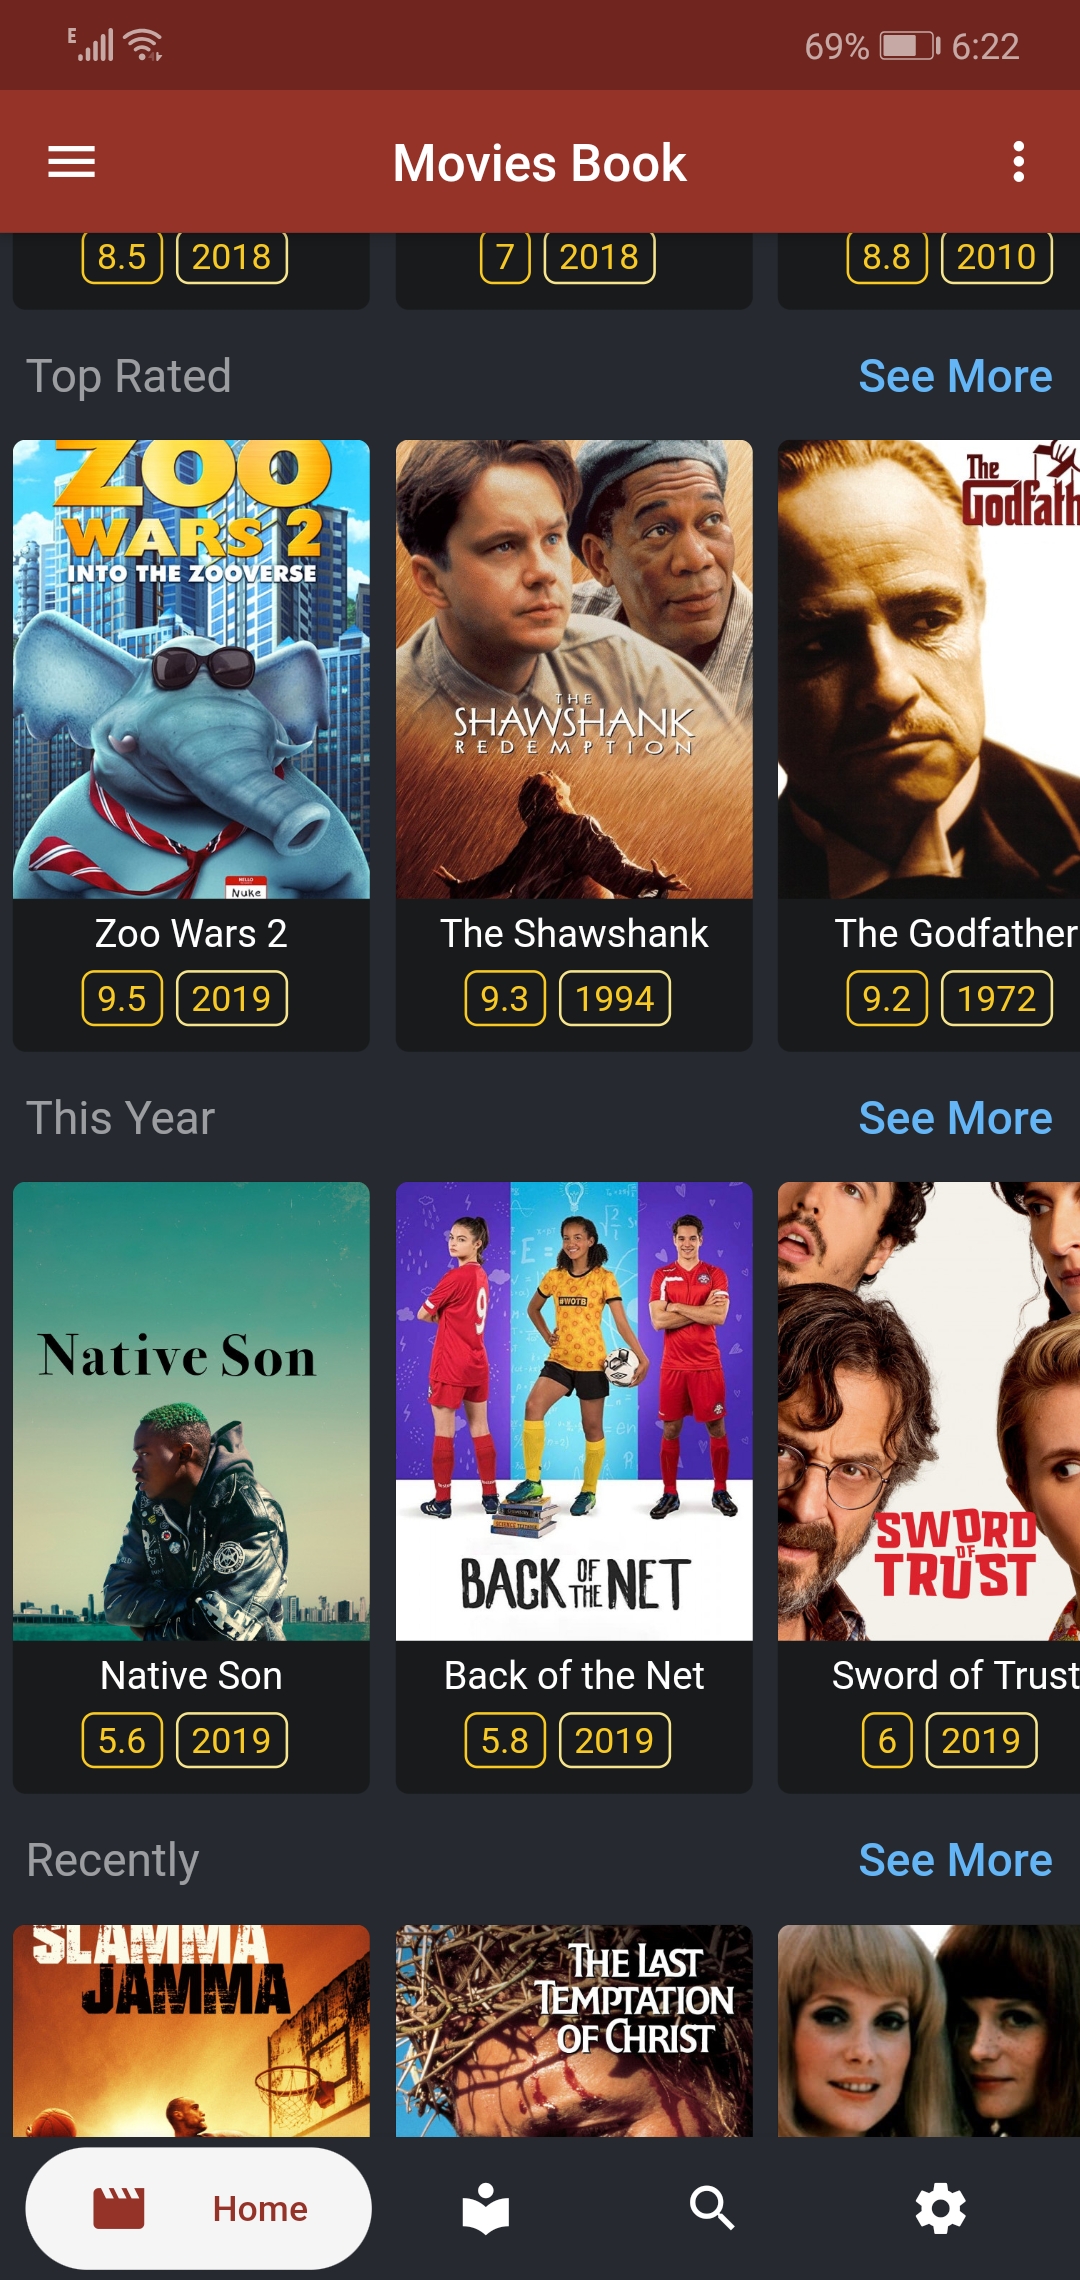 E 69% 6:22
Movies Book
8.5 2018 7 2018 8.8 2010
Top Rated See More
ZOO
WARS 2
INTO THE ZOOVERSE
HELLO
Nuke
THE
SHAWSHANK
REDEMPTION
The
Godfath
Zoo Wars 2 The Shawshank The Godfather
9.5 2019 9.3 1994 9.2 1972
This Year See More
Native Son
9
#WOTB
BACK OF THE NET
SWORD
OF
TRUST
Native Son Back of the Net Sword of Trust
5.6 2019 5.8 2019 6 2019
Recently See More
SLAMMA
JAMMA
THE LAST
TEMPTATION
OF CHRIST
Home